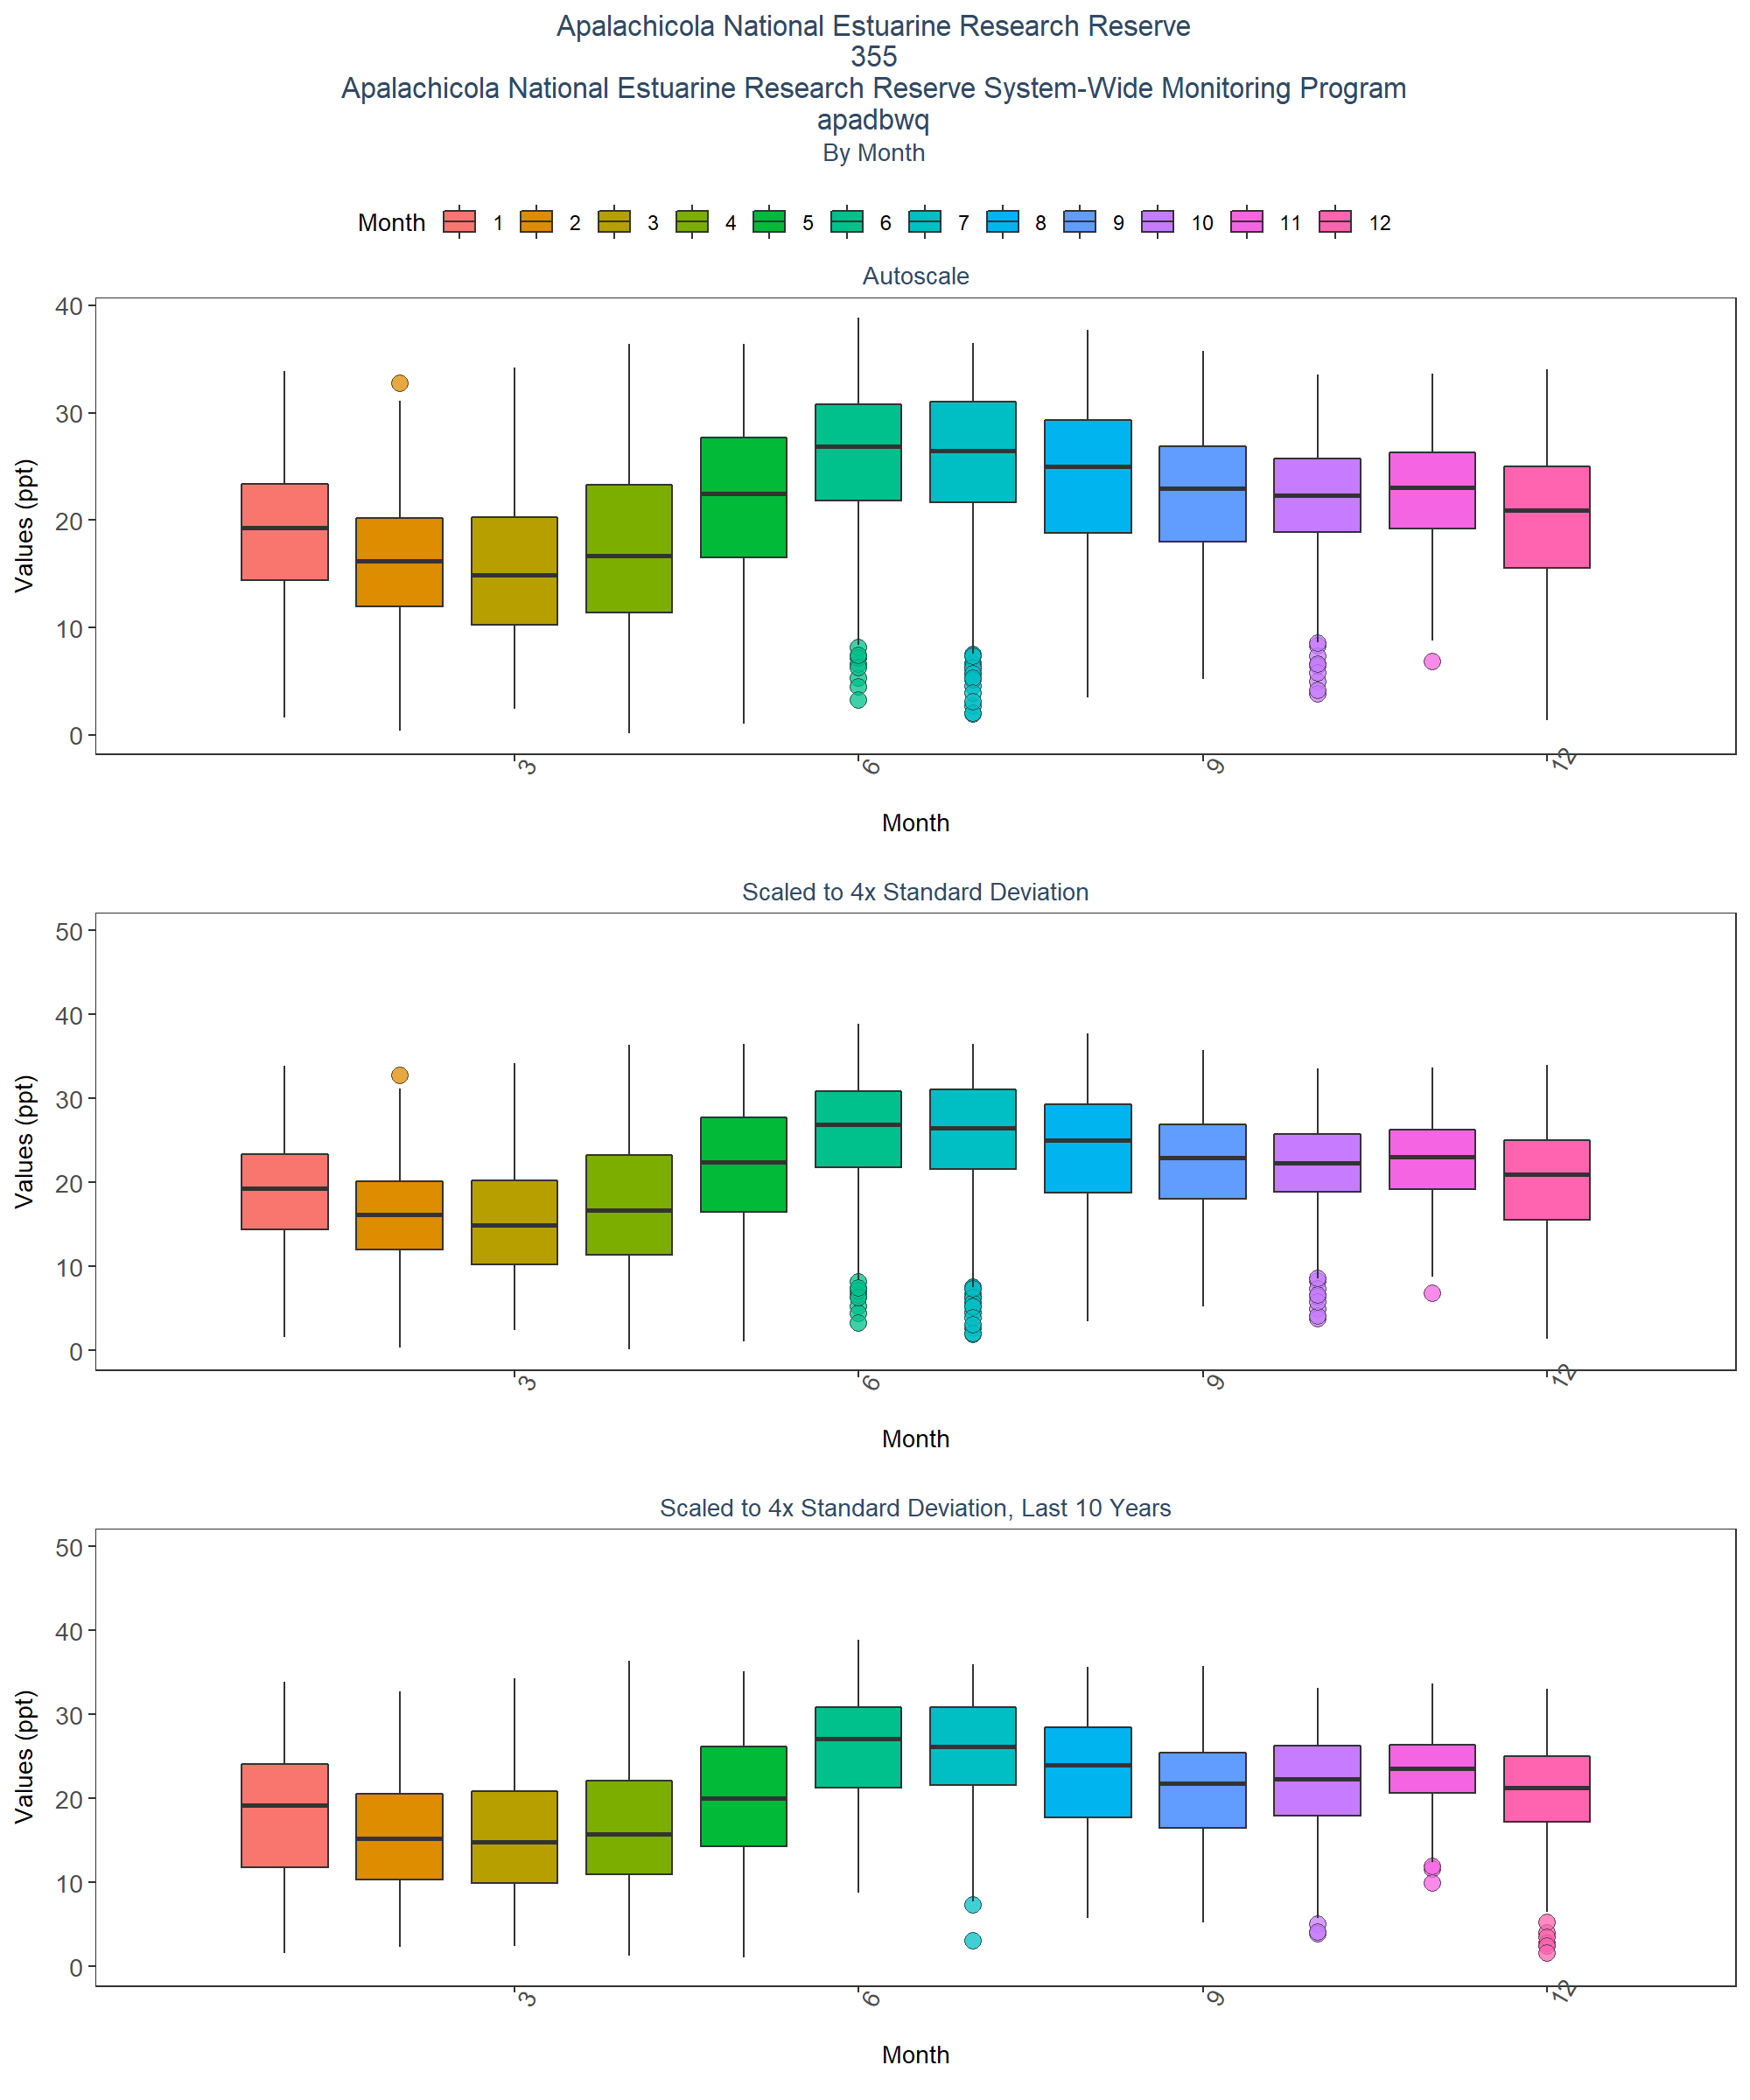 Apalachicola National Estuarine Research Reserve
355
Apalachicola National Estuarine Research Reserve System-Wide Monitoring Program
apadbwq
By Month
Month 1 2 3 4 5 6 7 8 9 10 11 12
Autoscale
40
30
20
10
0
Values (ppt)
3 6 9 12
Month
Scaled to 4x Standard Deviation
50
40
30
20
10
0
Values (ppt)
3 6 9 12
Month
Scaled to 4x Standard Deviation, Last 10 Years
50
40
30
20
10
0
Values (ppt)
3 6 9 12
Month